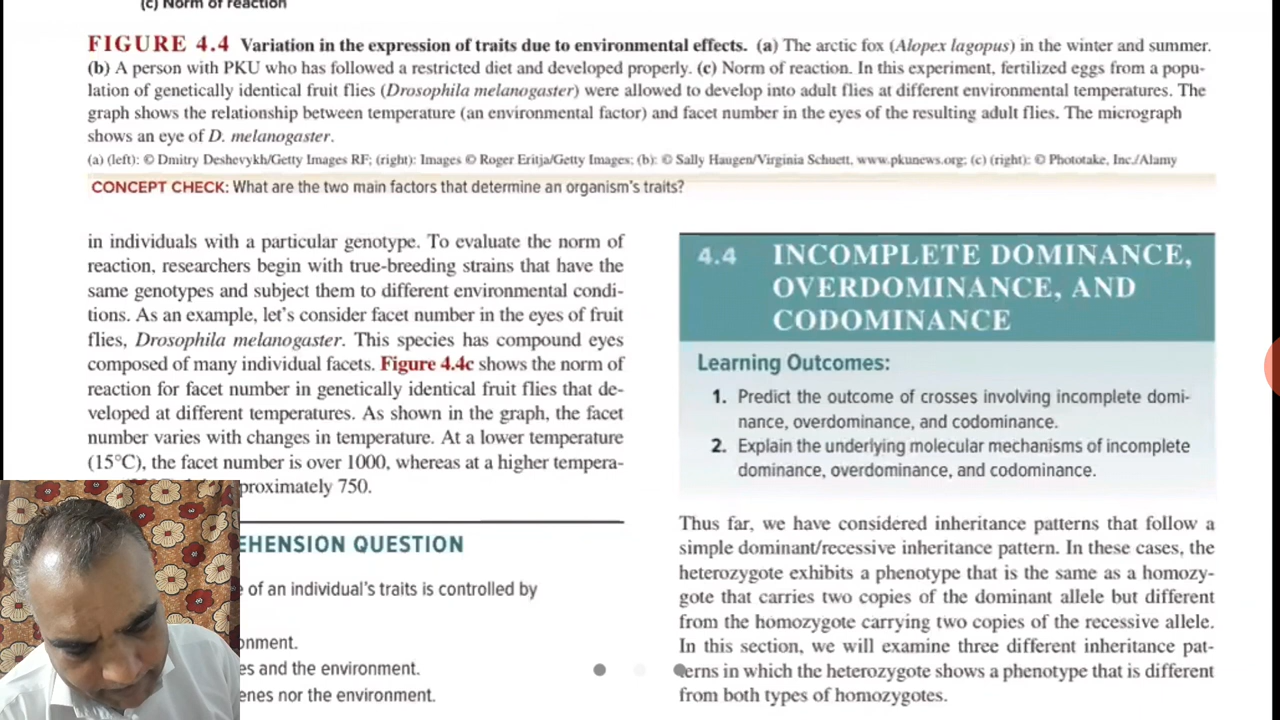 (c) Norm of reaction
FIGURE 4.4 Variation in the expression of traits due to environmental effects. (a) The arctic fox (Alopex lagopus) in the winter and summer.
(b) A person with PKU who has followed a restricted diet and developed properly. (c) Norm of reaction. In this experiment, fertilized eggs from a popu-
lation of genetically identical fruit flies (Drosophila melanogaster) were allowed to develop into adult flies at different environmental temperatures. The
graph shows the relationship between temperature (an environmental factor) and facet number in the eyes of the resulting adult flies. The micrograph
shows an eye of D. melanogaster.
(a) (left): © Dmitry Deshevykh/Getty Images RF; (right): Images © Roger Eritja/Getty Images; (b): © Sally Haugen/Virginia Schuett, www.pkunews.org; (c) (right): © Phototake, Inc./Alamy
CONCEPT CHECK: What are the two main factors that determine an organism's traits?
in individuals with a particular genotype. To evaluate the norm of
reaction, researchers begin with true-breeding strains that have the
same genotypes and subject them to different environmental condi-
tions. As an example, let's consider facet number in the eyes of fruit
flies, Drosophila melanogaster. This species has compound eyes
composed of many individual facets. Figure 4.4c shows the norm of
reaction for facet number in genetically identical fruit flies that de-
veloped at different temperatures. As shown in the graph, the facet
number varies with changes in temperature. At a lower temperature
(15°C), the facet number is over 1000, whereas at a higher tempera-
proximately 750.
EHENSION QUESTION
of an individual's traits is controlled by
onment.
es and the environment.
enes nor the environment.
4.4 INCOMPLETE DOMINANCE,
OVERDOMINANCE, AND
CODOMINANCE
Learning Outcomes:
1. Predict the outcome of crosses involving incomplete domi-
nance, overdominance, and codominance.
2. Explain the underlying molecular mechanisms of incomplete
dominance, overdominance, and codominance.
Thus far, we have considered inheritance patterns that follow a
simple dominant/recessive inheritance pattern. In these cases, the
heterozygote exhibits a phenotype that is the same as a homozy-
gote that carries two copies of the dominant allele but different
from the homozygote carrying two copies of the recessive allele.
In this section, we will examine three different inheritance pat-
terns in which the heterozygote shows a phenotype that is different
from both types of homozygotes.